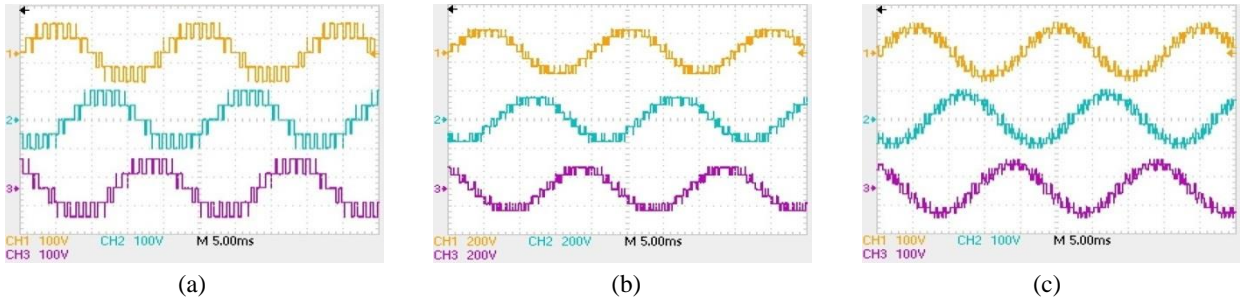 1
2
3
CH1 100V CH2 100V M 5.00ms
CH3 100V
(a)
1
2
3
CH1 200V CH2 200V M 5.00ms
CH3 200V
(b)
1
2
3
CH1 100V CH2 100V M 5.00ms
CH3 100V
(c)